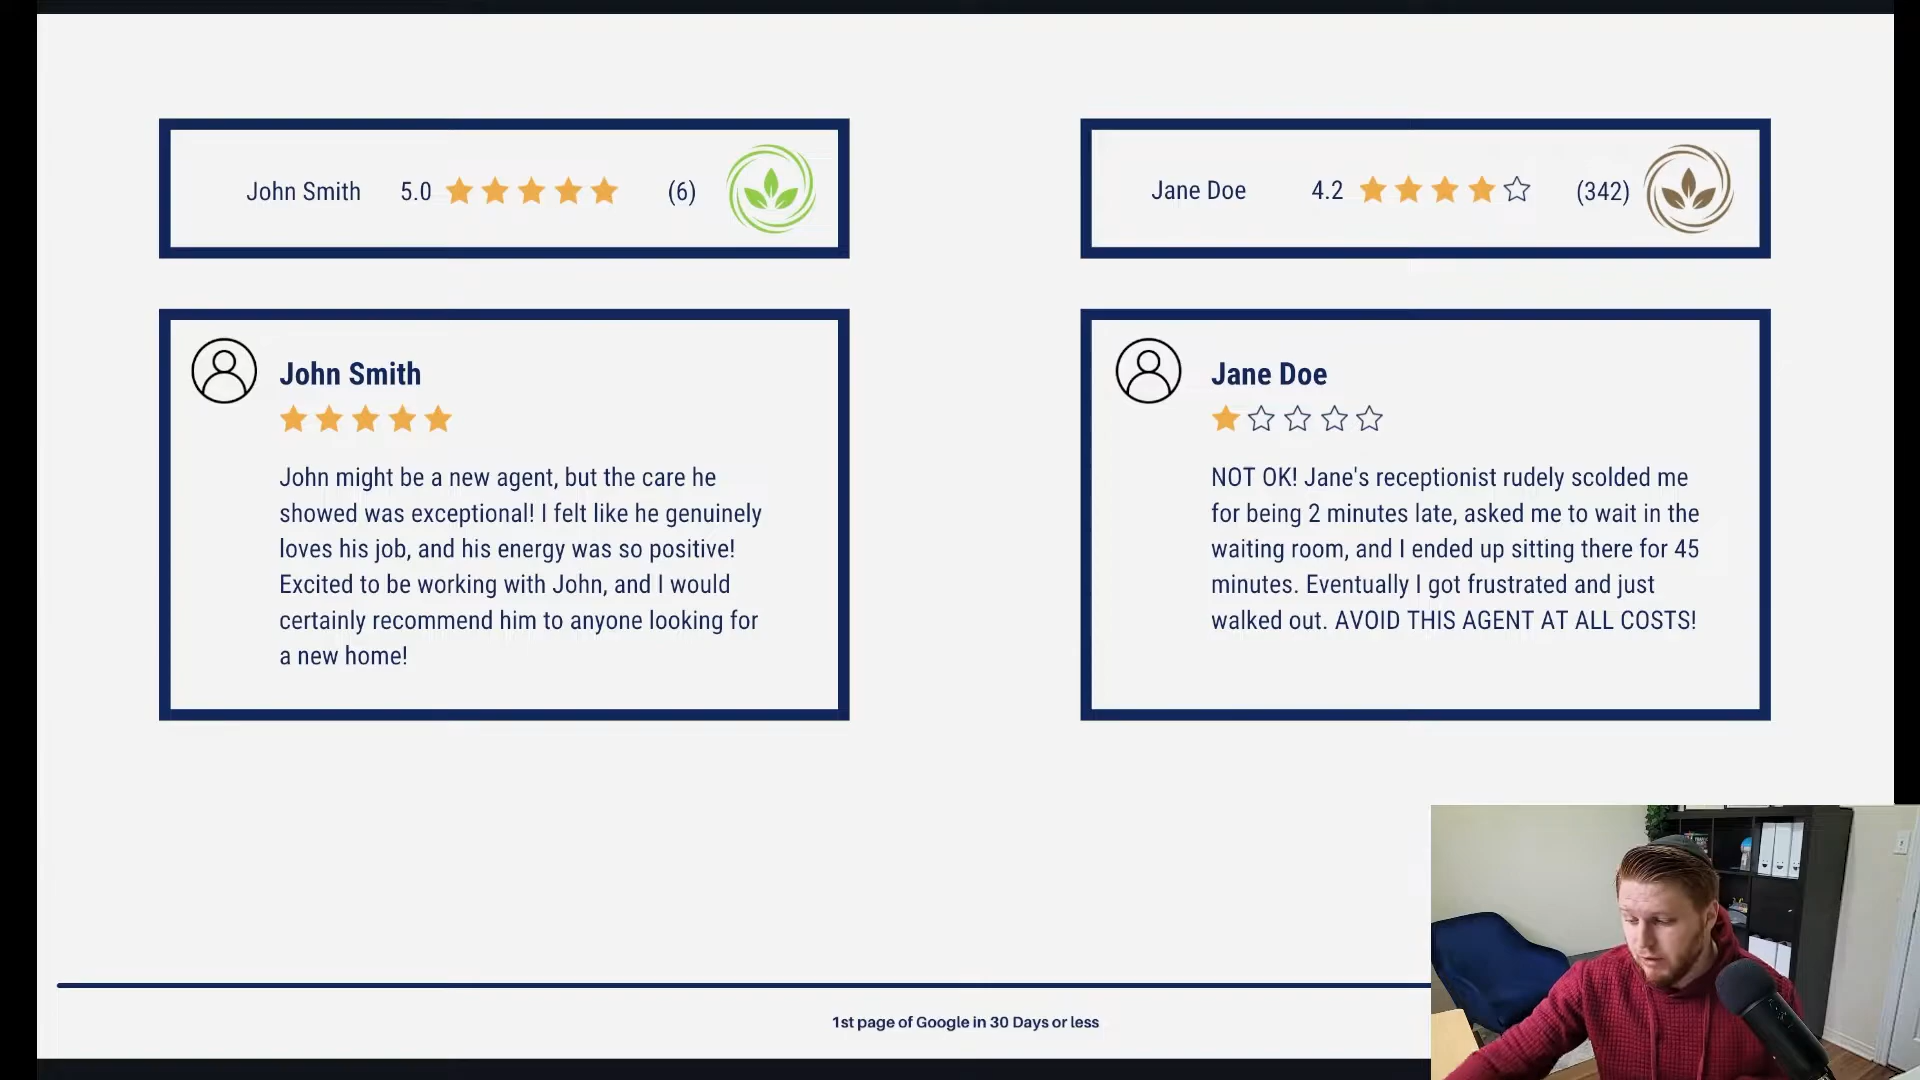 John Smith 5.0 (6)
Jane Doe 4.2 (342)
John Smith
John might be a new agent, but the care he
showed was exceptional! I felt like he genuinely
loves his job, and his energy was so positive!
Excited to be working with John, and I would
certainly recommend him to anyone looking for
a new home!
Jane Doe
NOT OK! Jane's receptionist rudely scolded me
for being 2 minutes late, asked me to wait in the
waiting room, and I ended up sitting there for 45
minutes. Eventually I got frustrated and just
walked out. AVOID THIS AGENT AT ALL COSTS!
1st page of Google in 30 Days or less